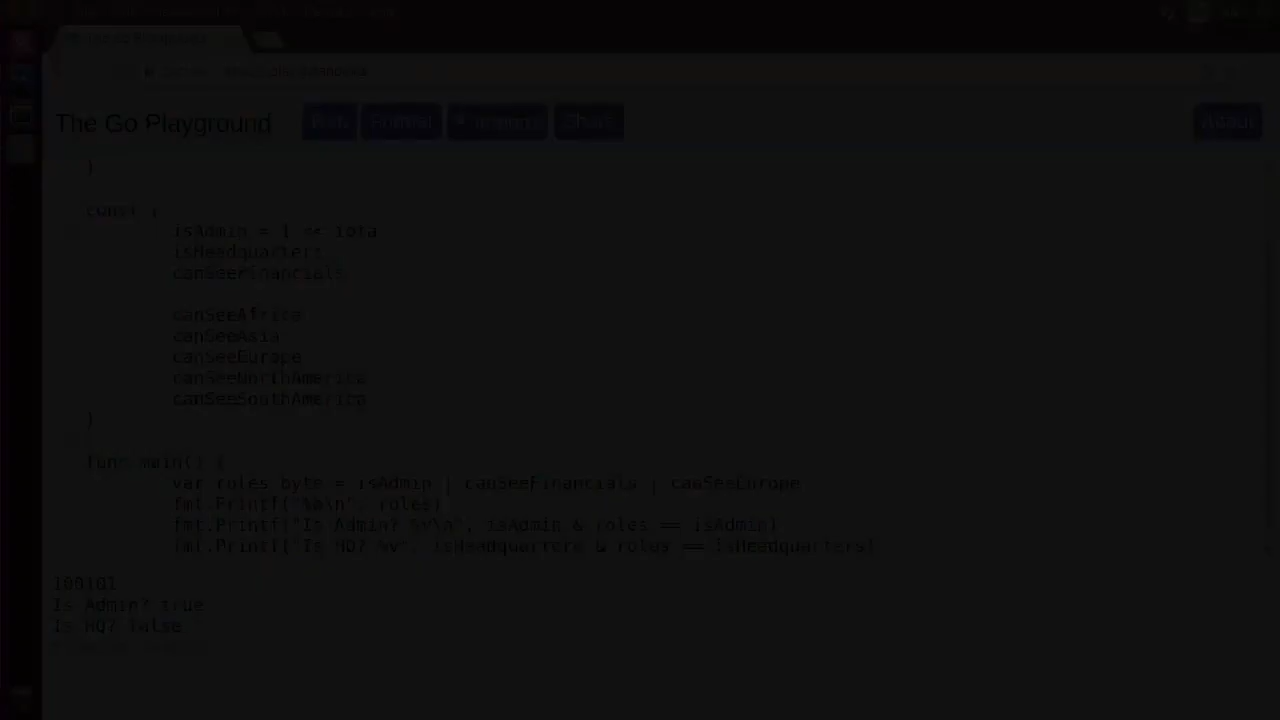 The Go Playground Run Format Imports Share About
)
const (
isAdmin = 1 << iota
isHeadquarters
canSeeFinancials
canSeeAfrica
canSeeAsia
canSeeEurope
canSeeNorthAmerica
canSeeSouthAmerica
)
func main() {
var roles byte = isAdmin | canSeeFinancials | canSeeEurope
fmt.Printf("%b\n", roles)
fmt.Printf("Is Admin? %v\n", isAdmin & roles == isAdmin)
fmt.Printf("Is HQ? %v", isHeadquarters & roles == isHeadquarters)
100101
Is Admin? true
Is HQ? false